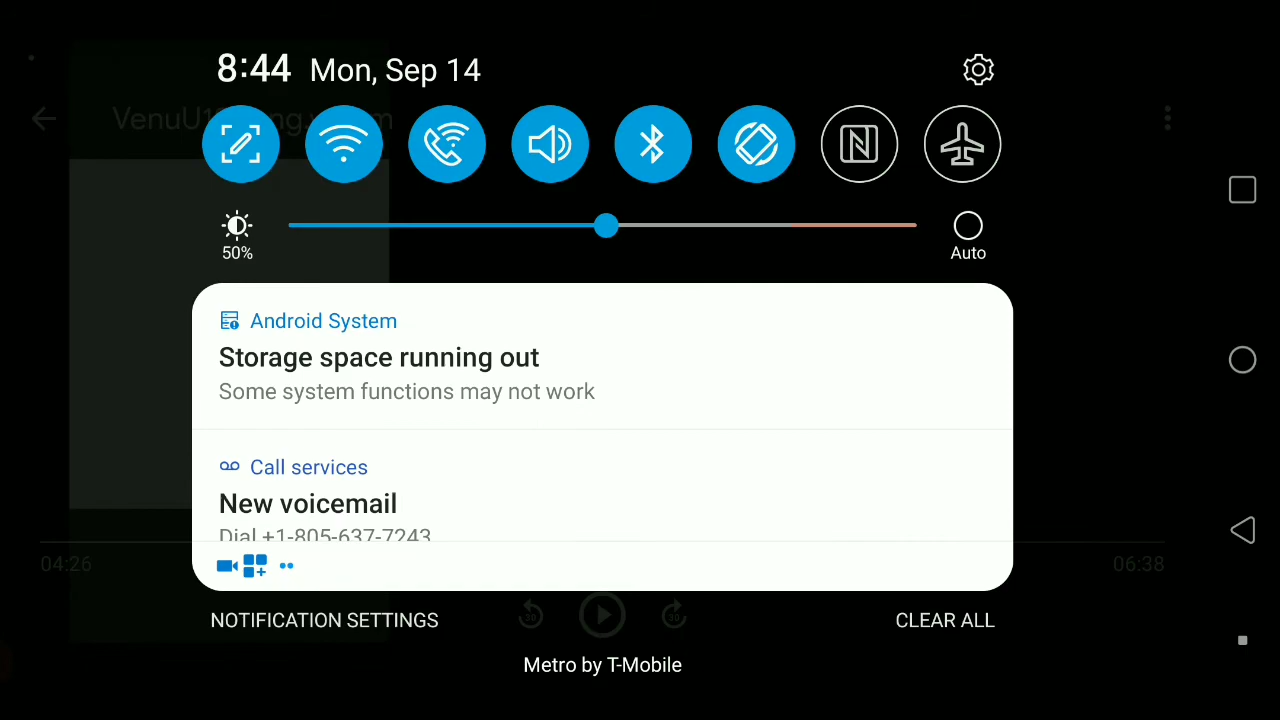 8:44 Mon, Sep 14
50%
Auto
Android System
Storage space running out
Some system functions may not work
Call services
New voicemail
Dial +1-805-637-7243
04:26
06:38
30
30
NOTIFICATION SETTINGS
CLEAR ALL
Metro by T-Mobile